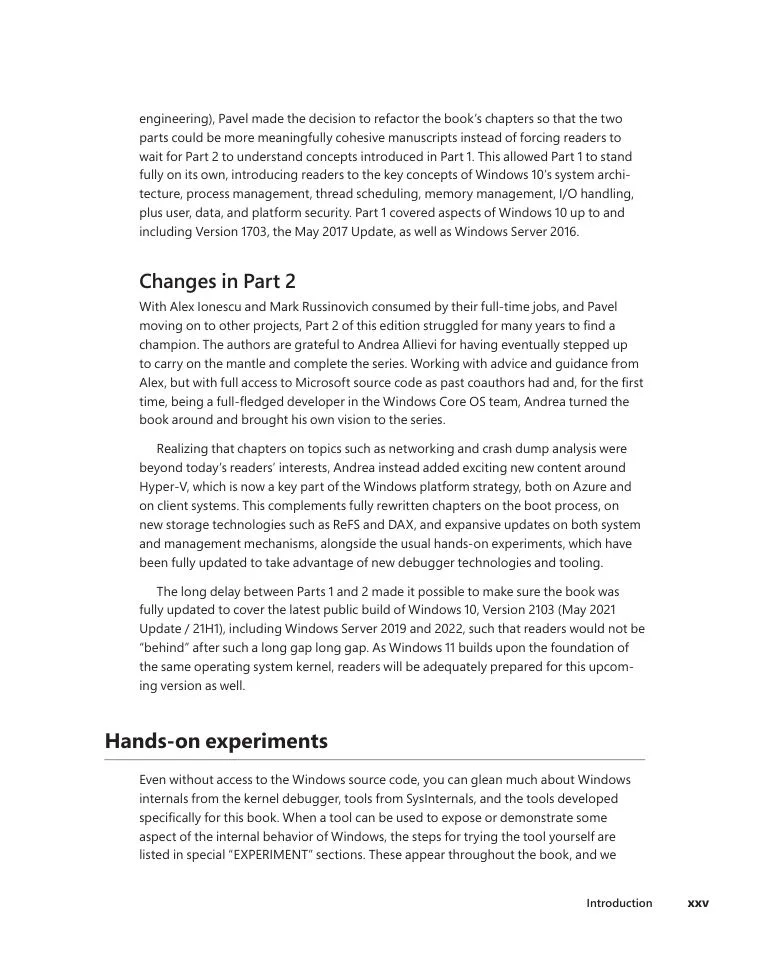 engineering), Pavel made the decision to refactor the book’s chapters so that the two
parts could be more meaningfully cohesive manuscripts instead of forcing readers to
wait for Part 2 to understand concepts introduced in Part 1. This allowed Part 1 to stand
fully on its own, introducing readers to the key concepts of Windows 10’s system archi-
tecture, process management, thread scheduling, memory management, I/O handling,
plus user, data, and platform security. Part 1 covered aspects of Windows 10 up to and
including Version 1703, the May 2017 Update, as well as Windows Server 2016.
Changes in Part 2
With Alex Ionescu and Mark Russinovich consumed by their full-time jobs, and Pavel
moving on to other projects, Part 2 of this edition struggled for many years to find a
champion. The authors are grateful to Andrea Allievi for having eventually stepped up
to carry on the mantle and complete the series. Working with advice and guidance from
Alex, but with full access to Microsoft source code as past coauthors had and, for the first
time, being a full-fledged developer in the Windows Core OS team, Andrea turned the
book around and brought his own vision to the series.
Realizing that chapters on topics such as networking and crash dump analysis were
beyond today’s readers’ interests, Andrea instead added exciting new content around
Hyper-V, which is now a key part of the Windows platform strategy, both on Azure and
on client systems. This complements fully rewritten chapters on the boot process, on
new storage technologies such as ReFS and DAX, and expansive updates on both system
and management mechanisms, alongside the usual hands-on experiments, which have
been fully updated to take advantage of new debugger technologies and tooling.
The long delay between Parts 1 and 2 made it possible to make sure the book was
fully updated to cover the latest public build of Windows 10, Version 2103 (May 2021
Update / 21H1), including Windows Server 2019 and 2022, such that readers would not be
“behind” after such a long gap long gap. As Windows 11 builds upon the foundation of
the same operating system kernel, readers will be adequately prepared for this upcom-
ing version as well.
Hands-on experiments
Even without access to the Windows source code, you can glean much about Windows
internals from the kernel debugger, tools from SysInternals, and the tools developed
specifically for this book. When a tool can be used to expose or demonstrate some
aspect of the internal behavior of Windows, the steps for trying the tool yourself are
listed in special “EXPERIMENT” sections. These appear throughout the book, and we
Introduction xxv